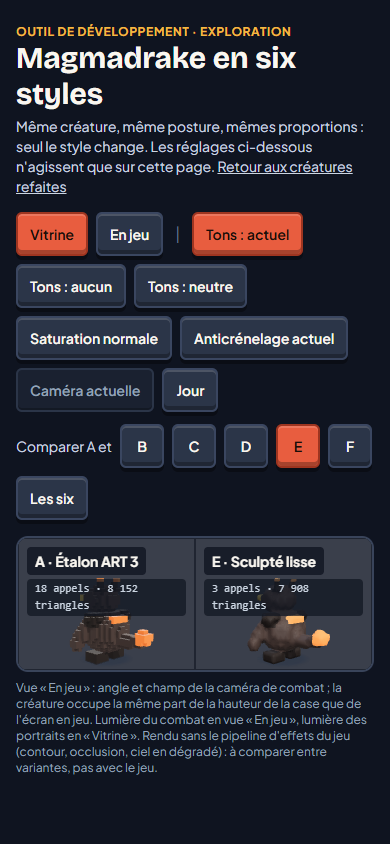 OUTIL DE DÉVELOPPEMENT · EXPLORATION
Magmadrake en six
styles
Même créature, même posture, mêmes proportions :
seul le style change. Les réglages ci-dessous
n'agissent que sur cette page. Retour aux créatures
refaites
Vitrine En jeu | Tons : actuel
Tons : aucun Tons : neutre
Saturation normale Anticrénelage actuel
Caméra actuelle Jour
Comparer A et B C D E F
Les six
A · Étalon ART 3 E · Sculpté lisse
18 appels · 8 152 3 appels · 7 908
triangles triangles
Vue « En jeu » : angle et champ de la caméra de combat ; la
créature occupe la même part de la hauteur de la case que de
l'écran en jeu. Lumière du combat en vue « En jeu », lumière des
portraits en « Vitrine ». Rendu sans le pipeline d'effets du jeu
(contour, occlusion, ciel en dégradé) : à comparer entre
variantes, pas avec le jeu.